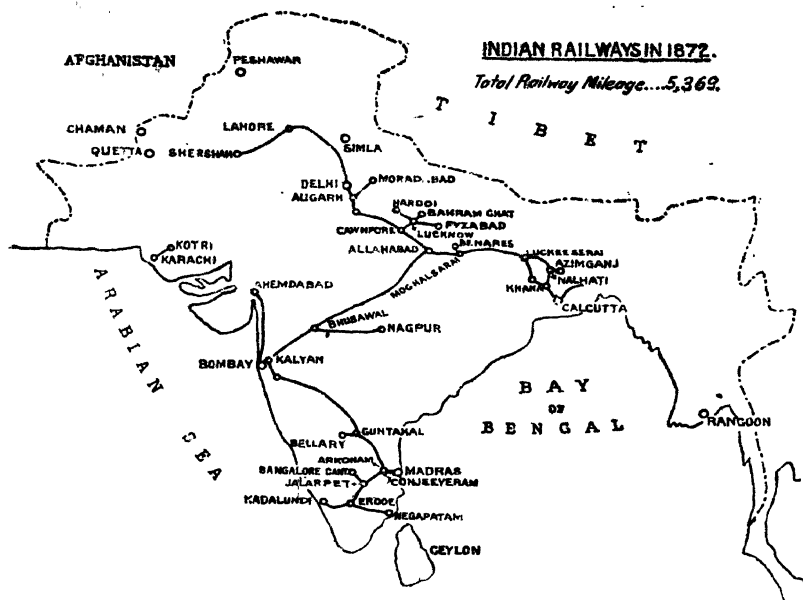 INDIAN RAILWAYS IN 1872.
Total Railway Mileage....5,369.
AFGHANISTAN
PESHAWAR
TIBET
CHAMAN
LAHORE
QUETTA
SHERSHAH
SIMLA
DELHI
MORAD BAD
ALIGARH
HARDOI
BAHRAM GHAT
FYZABAD
CAWNPORE
LUCKNOW
BENARES
ALLAHABAD
MOGHALSARAI
LUCKEESERAI
AZIMGANJ
NALHATI
KHANA
CALCUTTA
KOTRI
KARACHI
AHEMDABAD
ARABIAN SEA
BHUSAWAL
NAGPUR
BOMBAY
KALYAN
BAY
OF
BENGAL
RANGOON
GUNTAKAL
BELLARY
ARKONAM
BANGALORE CANT
MADRAS
JALARPET
CONJEEVERAM
KADALUNDI
ERODE
NEGAPATAM
CEYLON